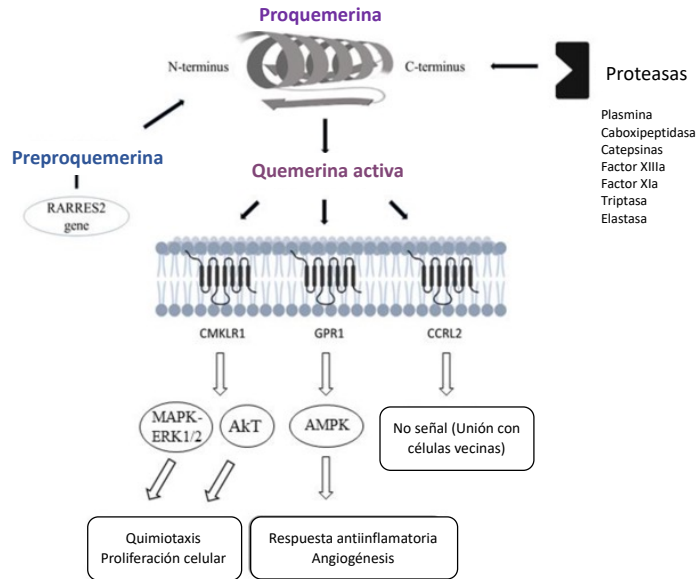 Proquemerina
N-terminus
C-terminus
Proteasas
Plasmina
Caboxipeptidasa
Catepsinas
Factor XIIIa
Factor XIa
Triptasa
Elastasa
Preproquemerina
Quemerina activa
RARRES2
gene
CMKLR1
GPR1
CCRL2
MAPK-
ERK1/2
AkT
AMPK
No señal (Unión con
células vecinas)
Quimiotaxis
Proliferación celular
Respuesta antiinflamatoria
Angiogénesis